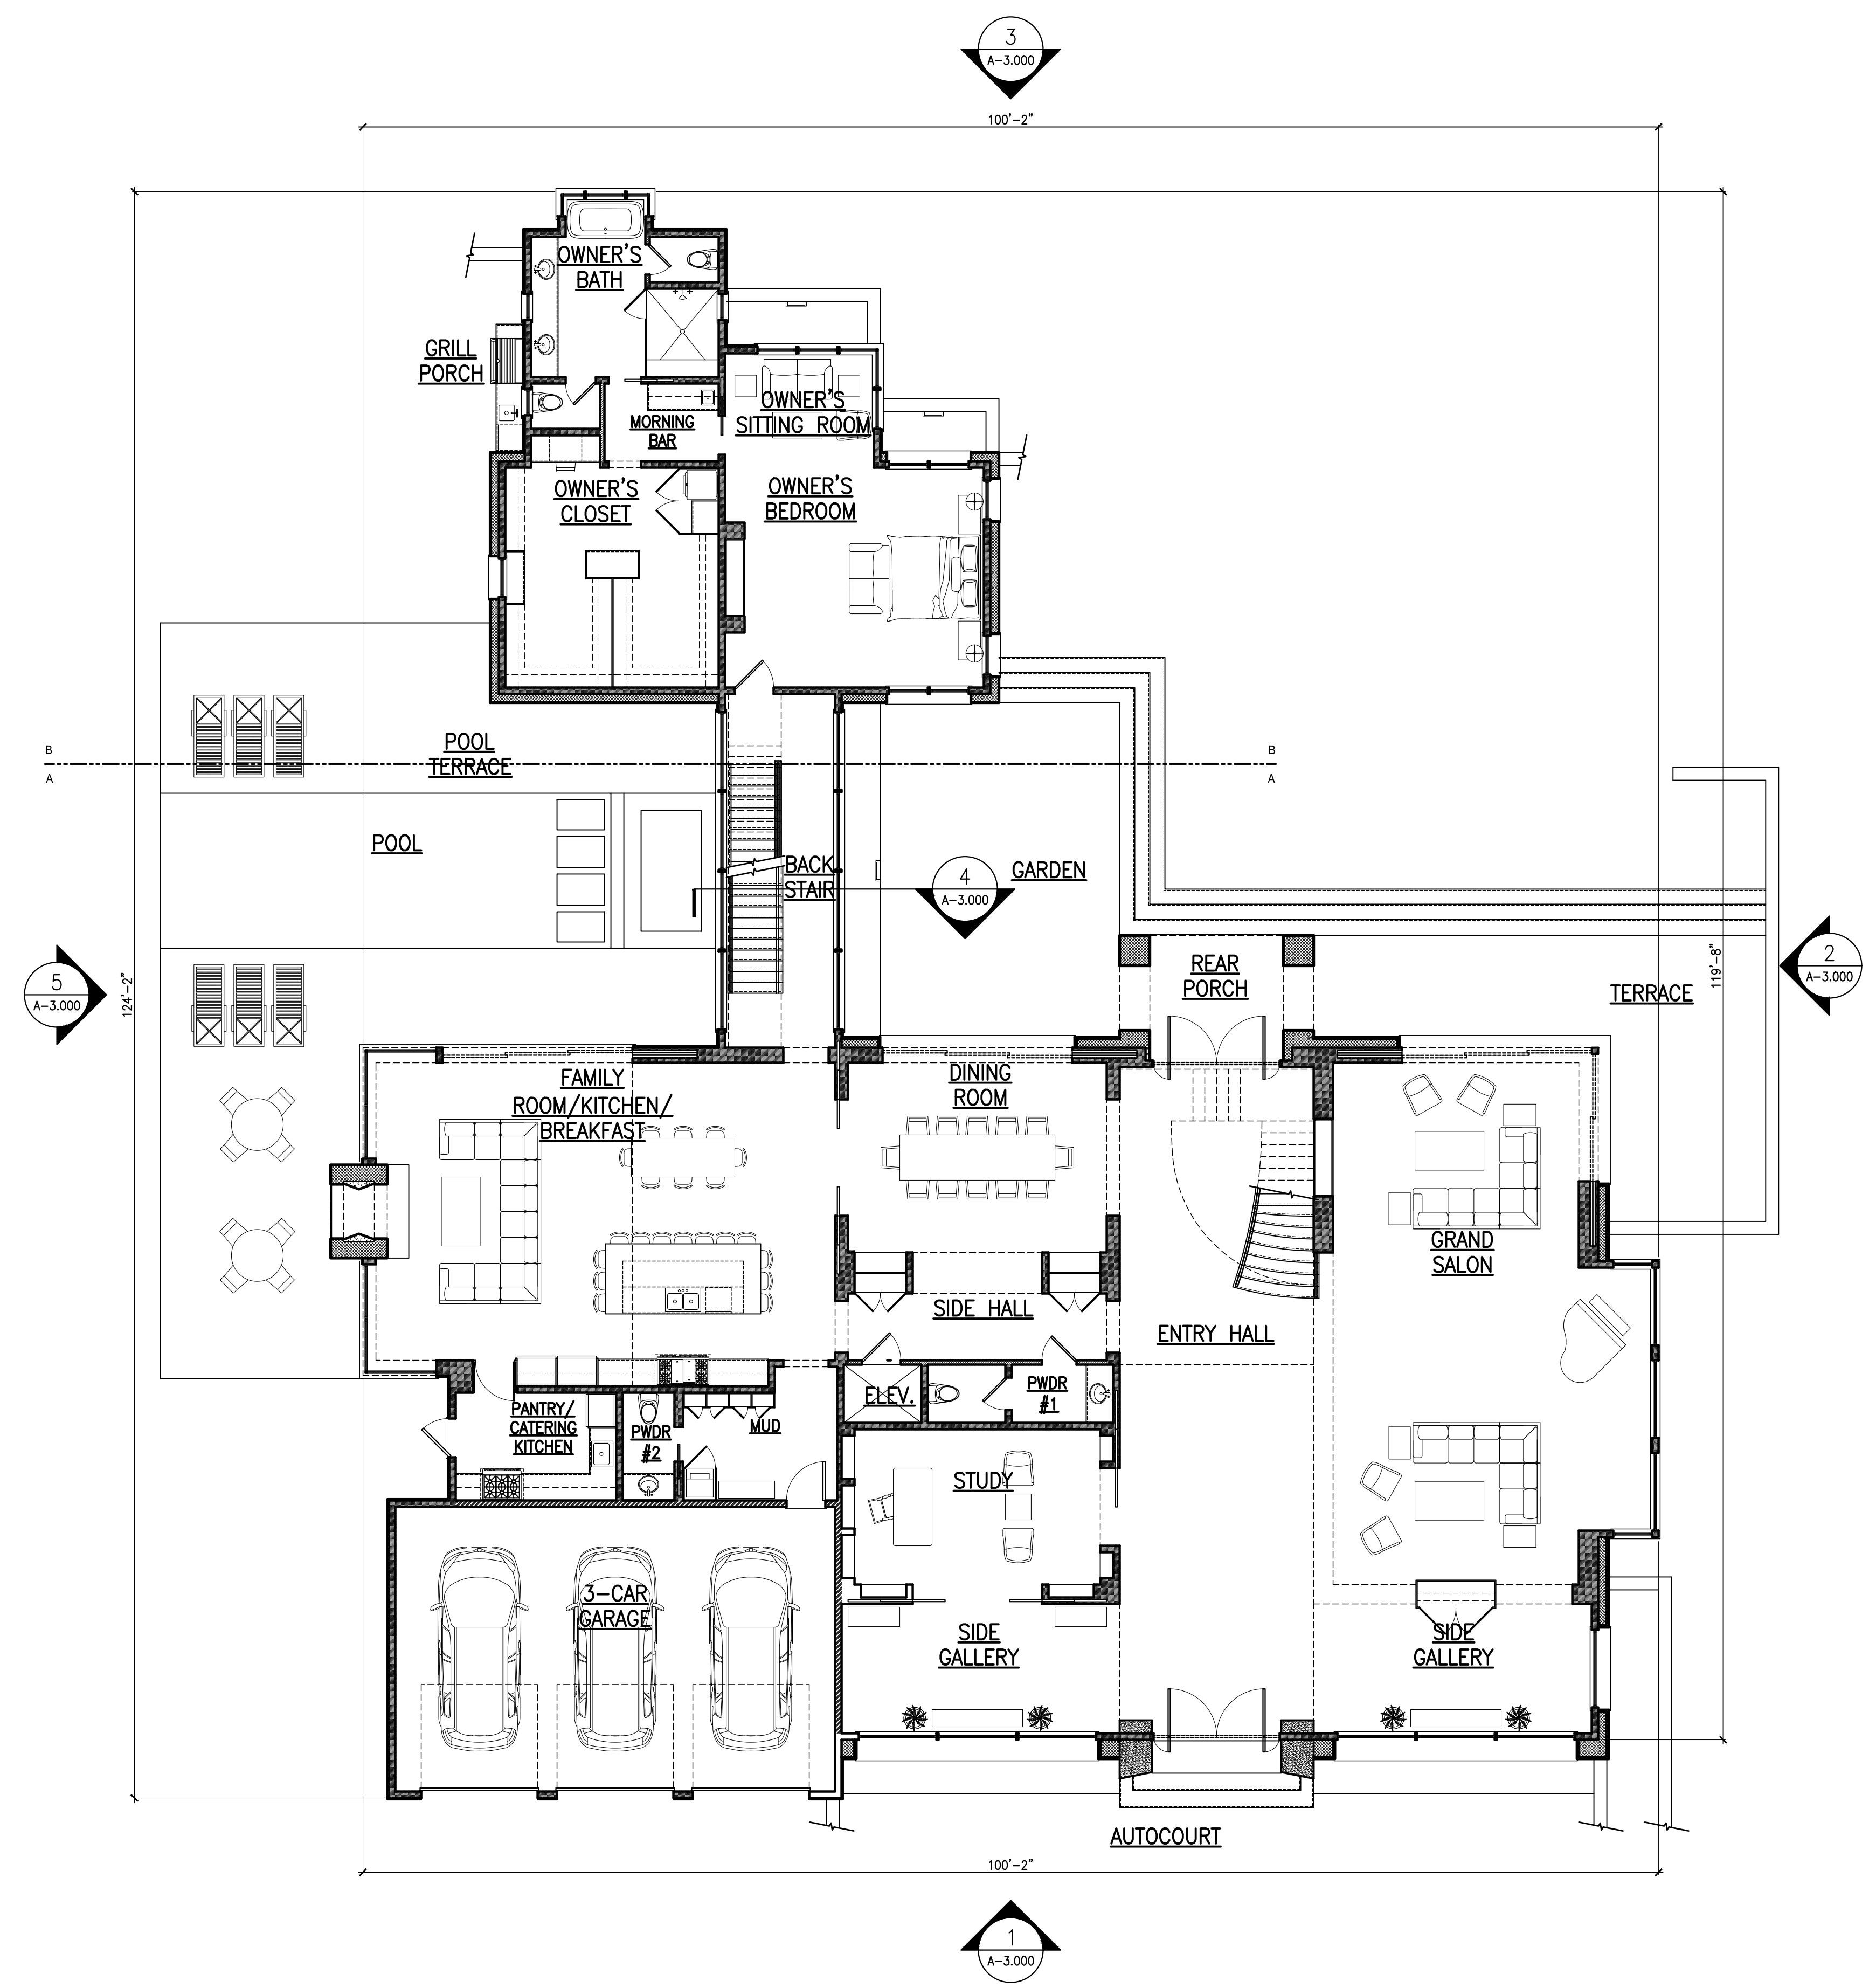 3
A-3.000
100'-2"
OWNER'S
BATH
GRILL
PORCH
MORNING
BAR
OWNER'S
SITTING ROOM
OWNER'S
CLOSET
OWNER'S
BEDROOM
B
A
POOL
TERRACE
B
A
POOL
BACK
STAIR
4
A-3.000
GARDEN
5
A-3.000
124'-2"
REAR
PORCH
TERRACE
119'-8"
2
A-3.000
FAMILY
ROOM/KITCHEN/
BREAKFAST
DINING
ROOM
GRAND
SALON
SIDE HALL
ENTRY HALL
ELEV.
PWDR
#1
PANTRY/
CATERING
KITCHEN
PWDR
#2
MUD
STUDY
3-CAR
GARAGE
SIDE
GALLERY
SIDE
GALLERY
AUTOCOURT
100'-2"
1
A-3.000